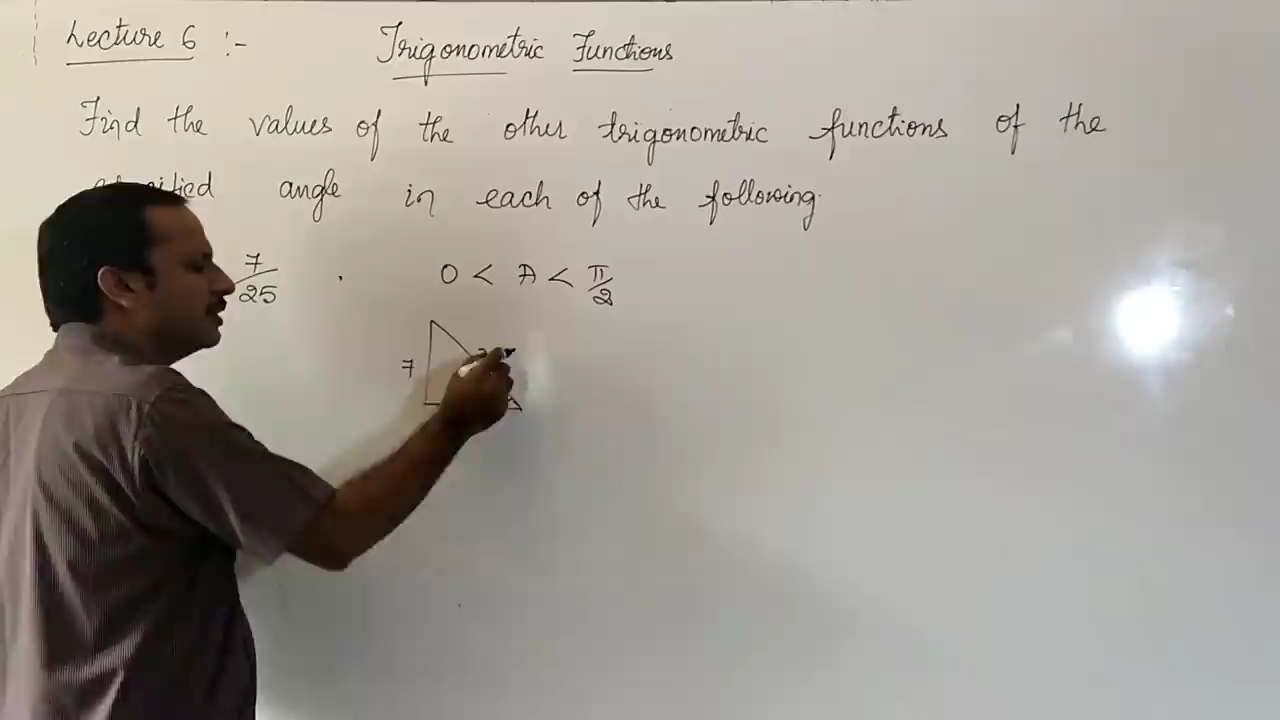 Lecture 6 :- Trigonometric Functions
Find the values of the other trigonometric functions of the
angle in each of the following.
7/25 0 < A < π/2
7